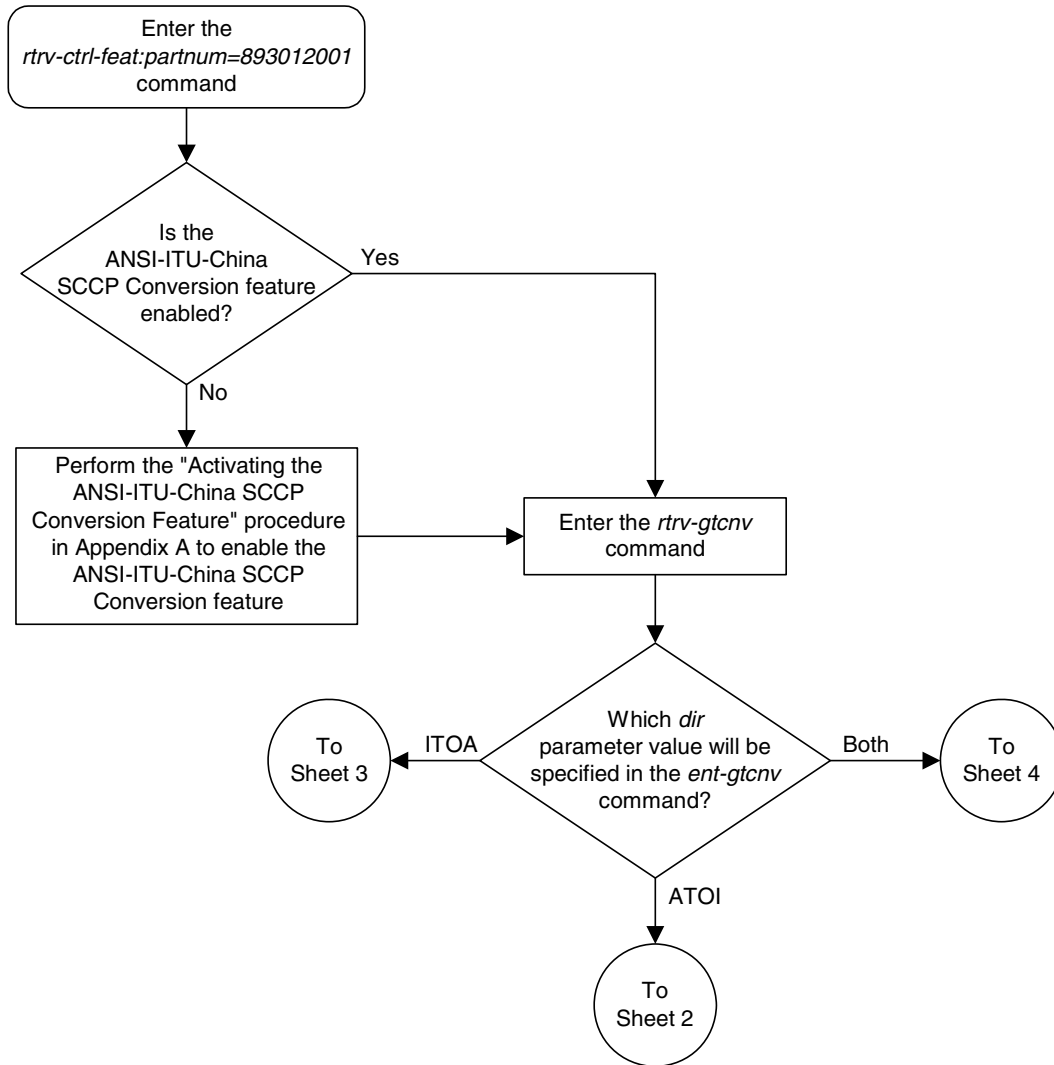 Enter the
rtrv-ctrl-feat:partnum=893012001
command
Is the
ANSI-ITU-China
SCCP Conversion feature
enabled?
Yes
No
Perform the "Activating the
ANSI-ITU-China SCCP
Conversion Feature" procedure
in Appendix A to enable the
ANSI-ITU-China SCCP
Conversion feature
Enter the rtrv-gtcnv
command
Which dir
parameter value will be
specified in the ent-gtcnv
command?
ITOA
To
Sheet 3
Both
To
Sheet 4
ATOI
To
Sheet 2